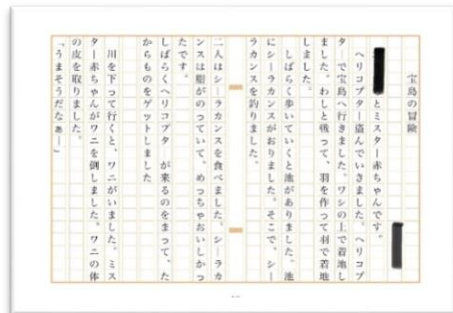 宝島の冒険
とミスター赤ちゃんです。
ヘリコプター盗んでいきました。ヘリコプ
ターで宝島へ行きました。ワシの上で着地し
ました。わしと戦って、羽を作って羽で着地
しました。
しばらく歩いていくと池がありました。池
にシーラカンスがおりました。そこで、シー
ラカンスを釣りました。
二人はシーラカンスを食べました。シーラカ
ンスは脂がのっていて、めっちゃおいしかっ
たです。
しばらくヘリコプタ　が来るのをまって、た
からものをゲットしました
川を下って行くと、ワニがいました。ミス
ター赤ちゃんがワニを倒しました。ワニの体
の皮を取りました。
「うまそうだなぁー」